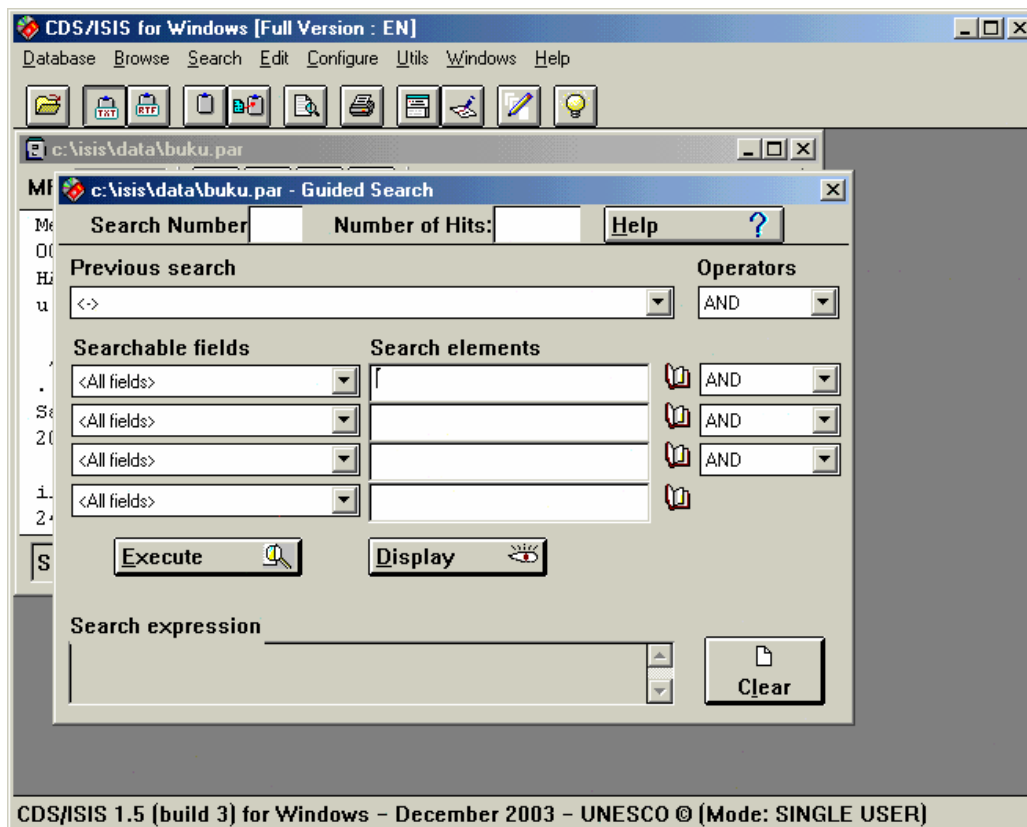 CDS/ISIS for Windows [Full Version : EN]
Database Browse Search Edit Configure Utils Windows Help
TXT RTF
c:\isis\data\buku.par
MF
c:\isis\data\buku.par - Guided Search
Search Number Number of Hits: Help ?
Previous search Operators
<-> AND
Searchable fields Search elements
<All fields> AND
<All fields> AND
<All fields> AND
<All fields>
Execute Display
Search expression
Clear
CDS/ISIS 1.5 (build 3) for Windows - December 2003 - UNESCO © (Mode: SINGLE USER)